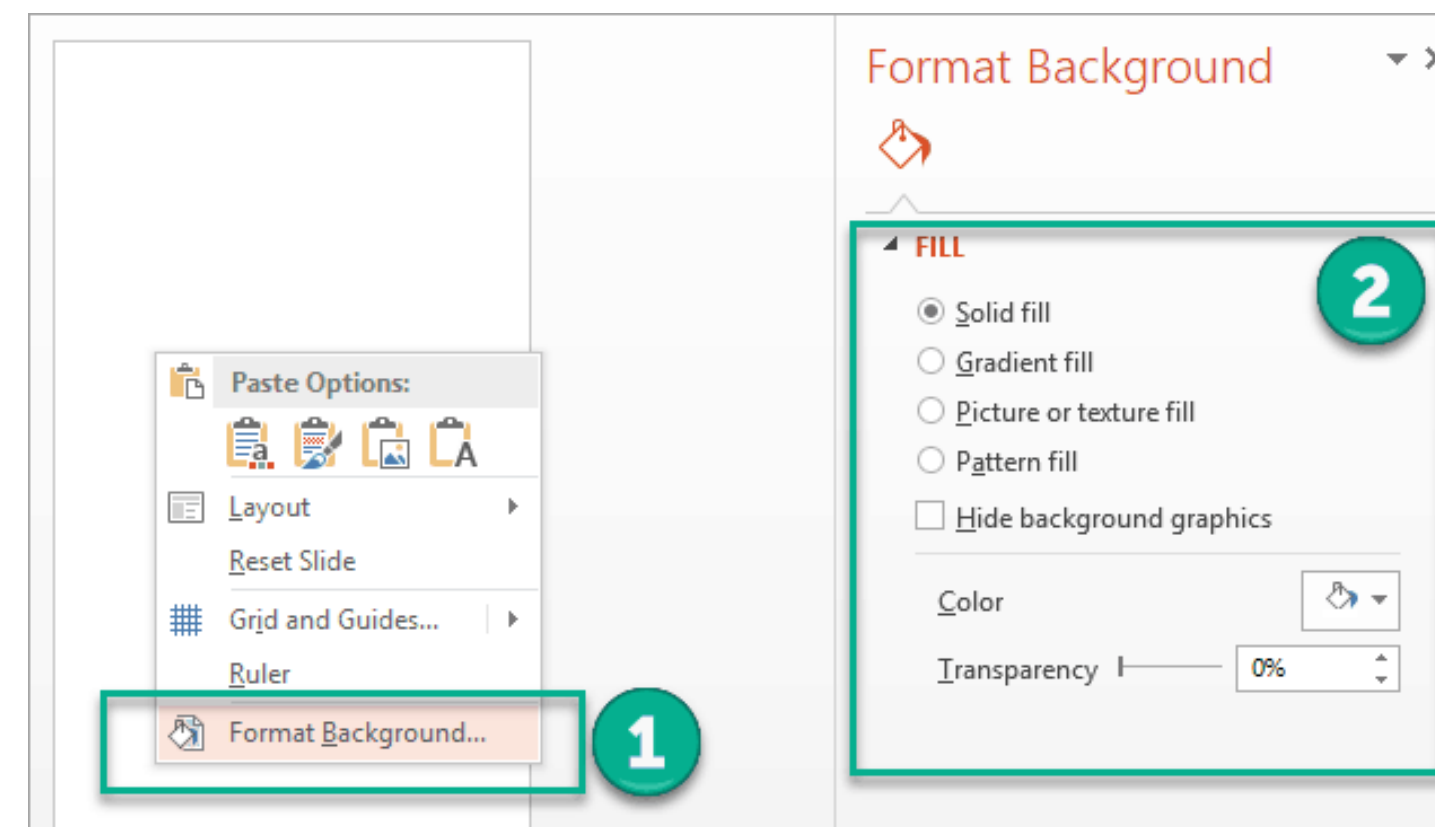 Paste Options:
Layout
Reset Slide
Grid and Guides...
Ruler
Format Background...
1
Format Background
FILL
2
Solid fill
Gradient fill
Picture or texture fill
Pattern fill
Hide background graphics
Color
Transparency 0%